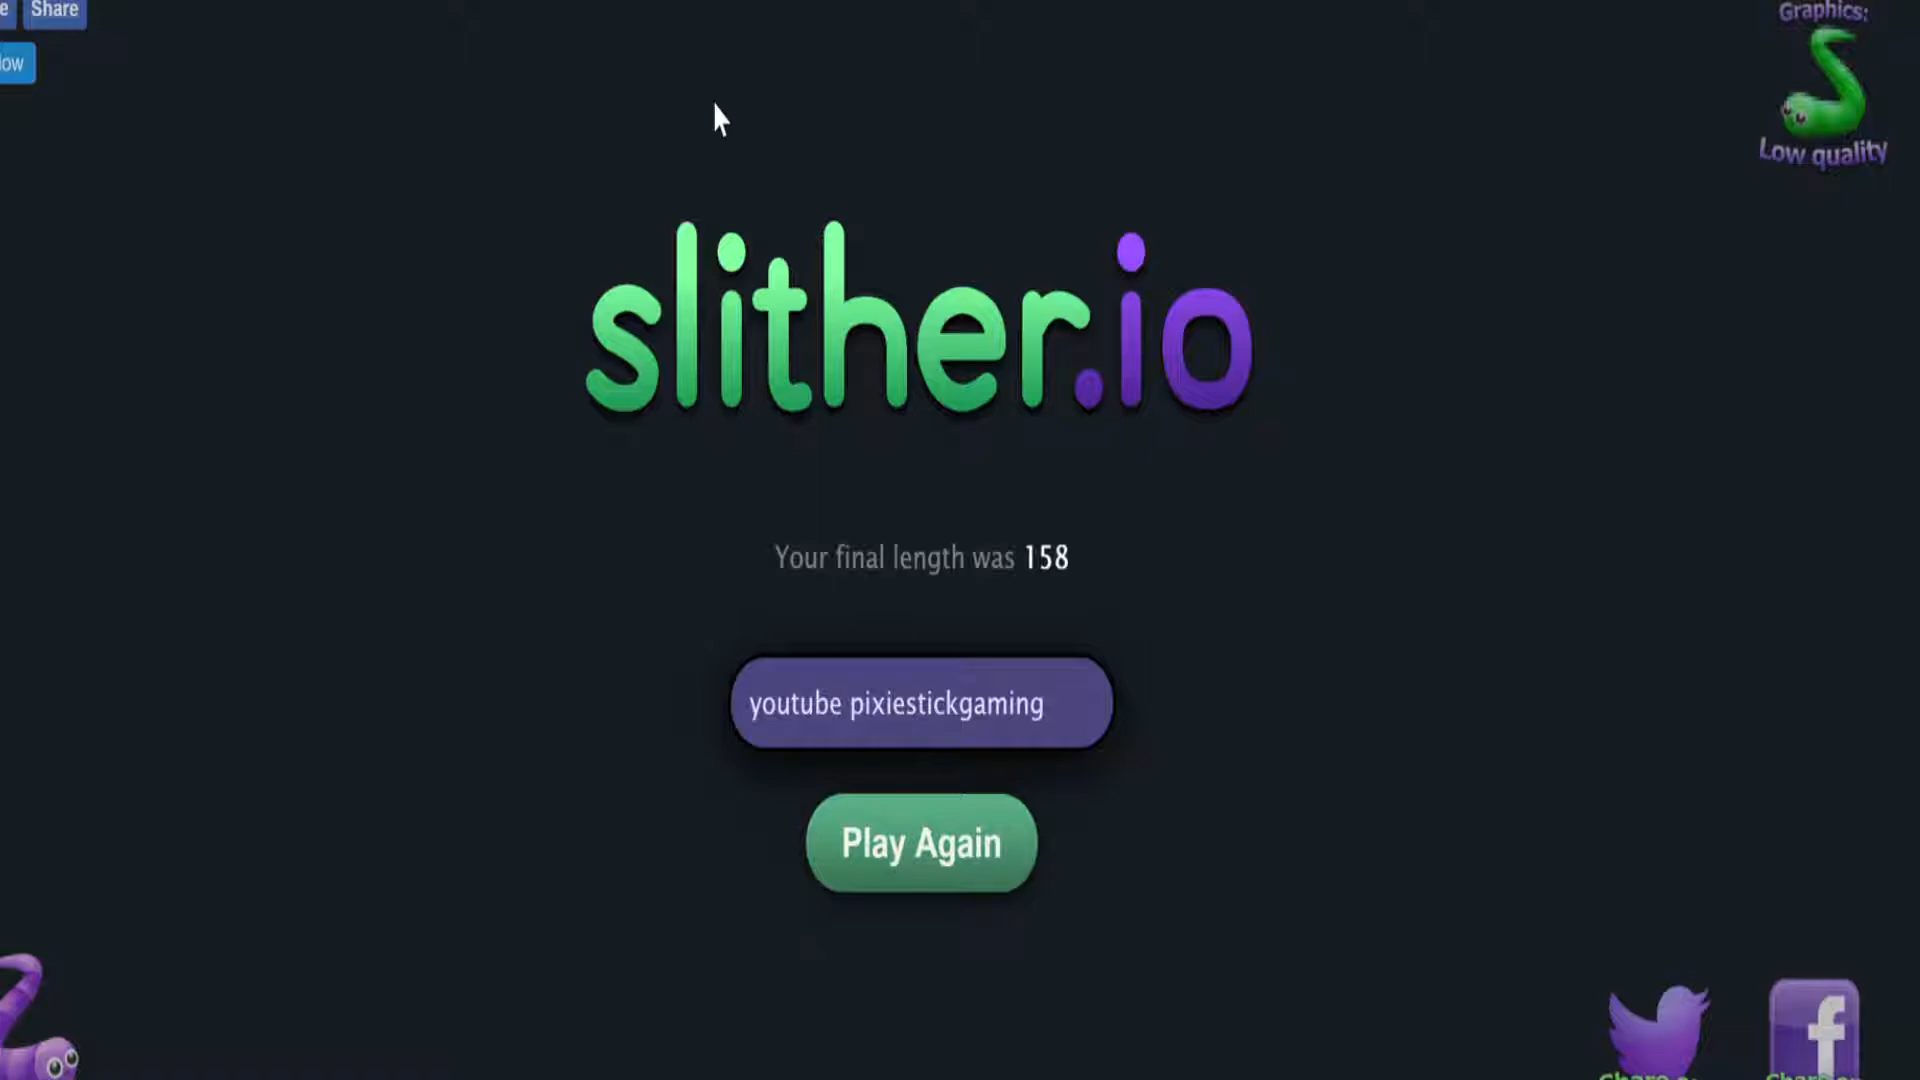 Share
Graphics:
Low quality
slither.io
Your final length was 158
youtube pixiestickgaming
Play Again